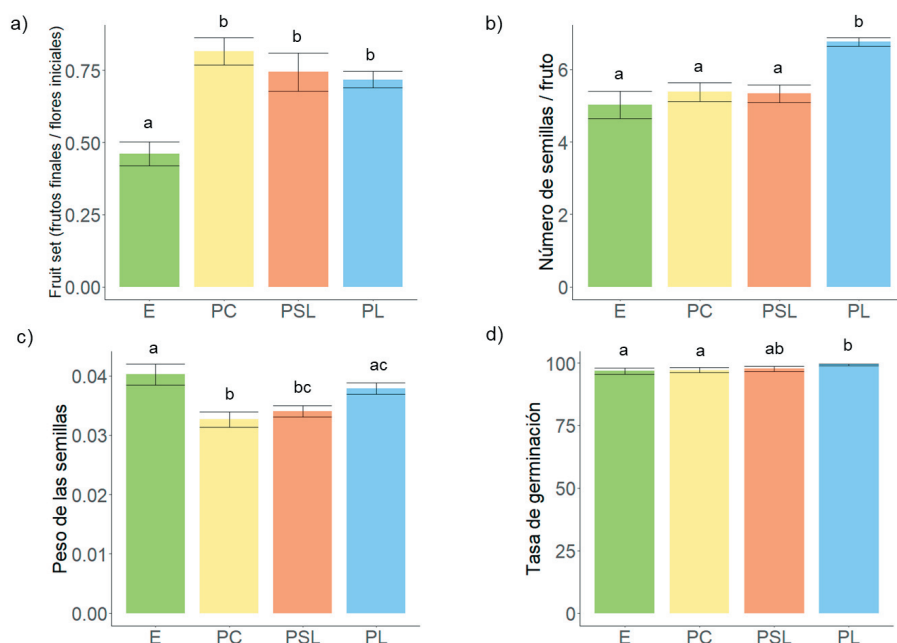 a)
Fruit set (frutos finales / flores iniciales)
0.75
0.50
0.25
0.00
a
b
b
b
E PC PSL PL
b)
Número de semillas / fruto
6
4
2
0
a
a
a
b
E PC PSL PL
c)
Peso de las semillas
0.04
0.03
0.02
0.01
0.00
a
b
bc
ac
E PC PSL PL
d)
Tasa de germinación
100
75
50
25
0
a
a
ab
b
E PC PSL PL